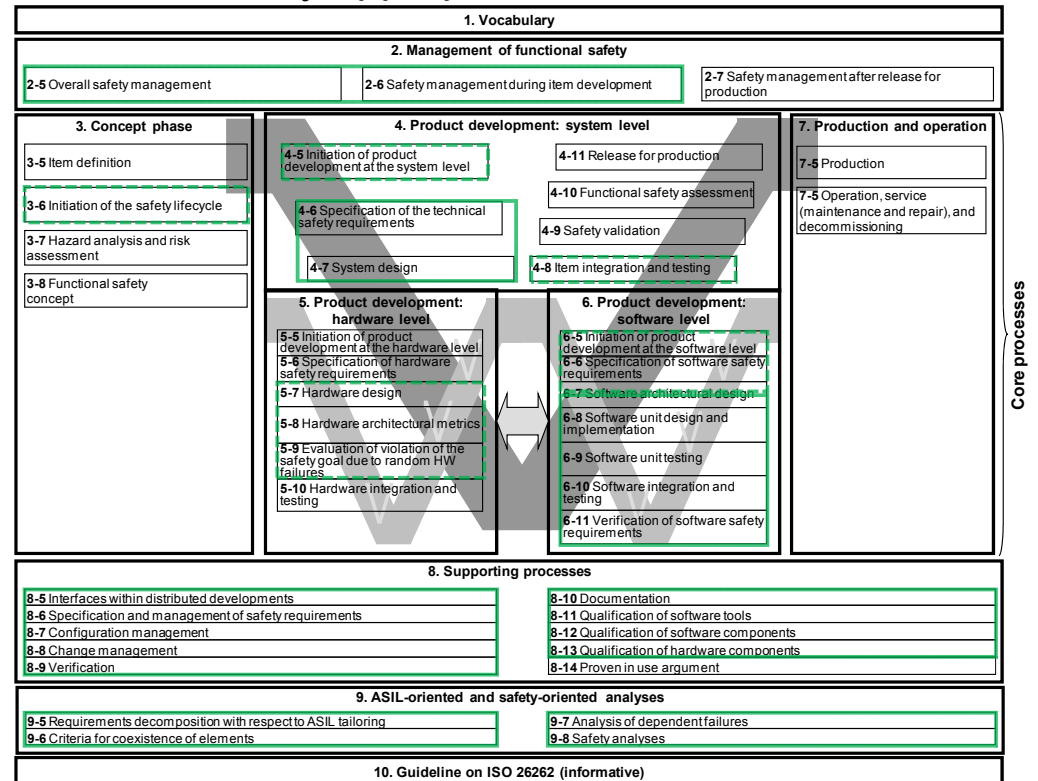 1. Vocabulary
2. Management of functional safety
2-5 Overall safety management
2-6 Safety management during item development
2-7 Safety management after release for
production
3. Concept phase
3-5 Item definition
3-6 Initiation of the safety lifecycle
3-7 Hazard analysis and risk
assessment
3-8 Functional safety
concept
4. Product development: system level
4-5 Initiation of product
development at the system level
4-6 Specification of the technical
safety requirements
4-7 System design
4-11 Release for production
4-10 Functional safety assessment
4-9 Safety validation
4-8 Item integration and testing
7. Production and operation
7-5 Production
7-5 Operation, service
(maintenance and repair), and
decommissioning
5. Product development:
hardware level
5-5 Initiation of product
development at the hardware level
5-6 Specification of hardware
safety requirements
5-7 Hardware design
5-8 Hardware architectural metrics
5-9 Evaluation of violation of the
safety goal due to random HW
failures
5-10 Hardware integration and
testing
6. Product development:
software level
6-5 Initiation of product
development at the software level
6-6 Specification of software safety
requirements
6-7 Software architectural design
6-8 Software unit design and
implementation
6-9 Software unit testing
6-10 Software integration and
testing
6-11 Verification of software safety
requirements
Core processes
8. Supporting processes
8-5 Interfaces within distributed developments
8-6 Specification and management of safety requirements
8-7 Configuration management
8-8 Change management
8-9 Verification
8-10 Documentation
8-11 Qualification of software tools
8-12 Qualification of software components
8-13 Qualification of hardware components
8-14 Proven in use argument
9. ASIL-oriented and safety-oriented analyses
9-5 Requirements decomposition with respect to ASIL tailoring
9-6 Criteria for coexistence of elements
9-7 Analysis of dependent failures
9-8 Safety analyses
10. Guideline on ISO 26262 (informative)